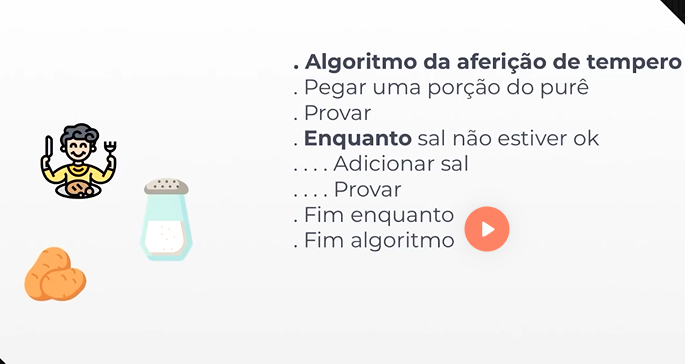 . Algoritmo da aferição de tempero
. Pegar uma porção do purê
. Provar
. Enquanto sal não estiver ok
. . . . Adicionar sal
. . . . Provar
. Fim enquanto
. Fim algoritmo